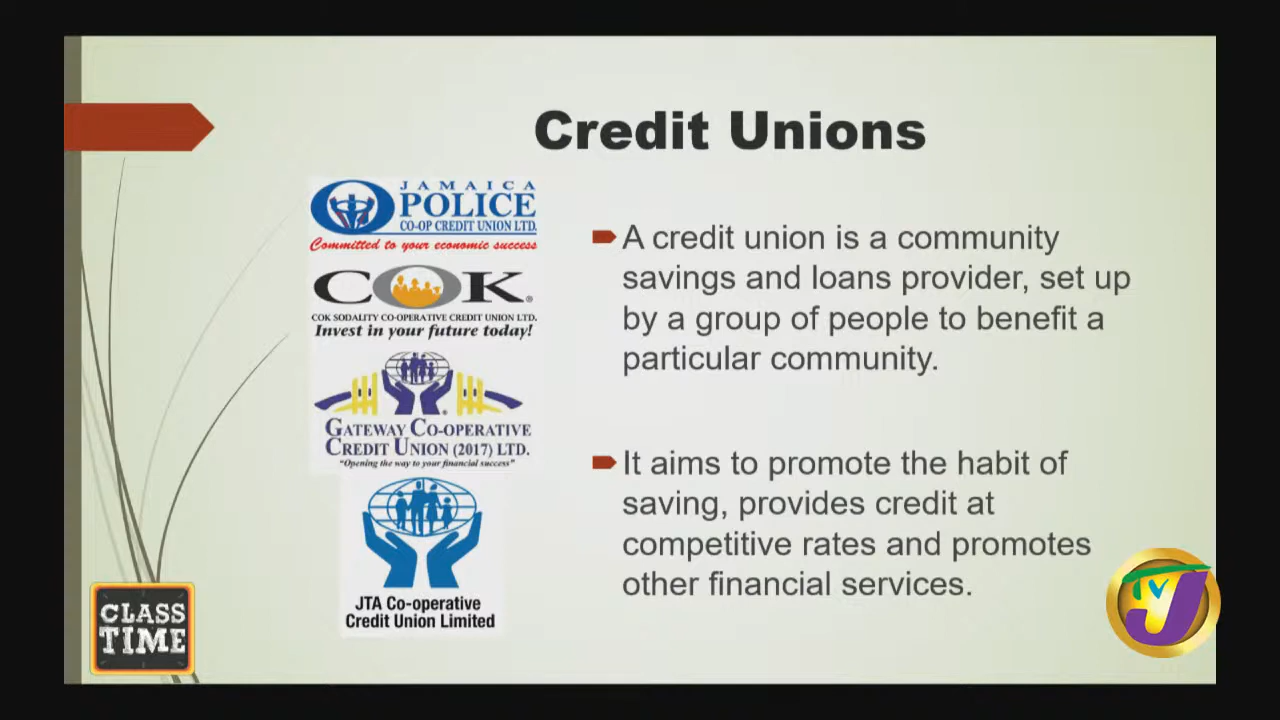 Credit Unions
JAMAICA
POLICE
CO-OP CREDIT UNION LTD.
Committed to your economic success
COK®
COK SODALITY CO-OPERATIVE CREDIT UNION LTD.
Invest in your future today!
GATEWAY CO-OPERATIVE
CREDIT UNION (2017) LTD.
"Opening the way to your financial success"
JTA Co-operative
Credit Union Limited
A credit union is a community
savings and loans provider, set up
by a group of people to benefit a
particular community.
It aims to promote the habit of
saving, provides credit at
competitive rates and promotes
other financial services.
CLASS
TIME
TVJ